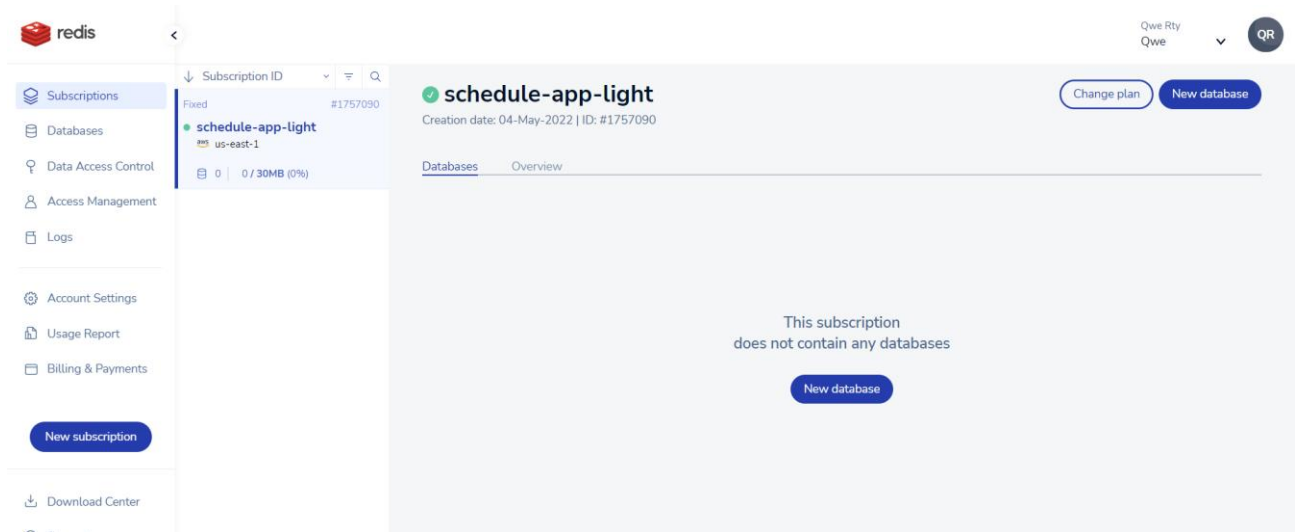 redis
Qwe Rty
Qwe
QR
Subscriptions
Databases
Data Access Control
Access Management
Logs
Account Settings
Usage Report
Billing & Payments
New subscription
Download Center
Subscription ID
Fixed #1757090
schedule-app-light
aws us-east-1
0 0 / 30MB (0%)
schedule-app-light
Creation date: 04-May-2022 | ID: #1757090
Change plan
New database
Databases Overview
This subscription
does not contain any databases
New database